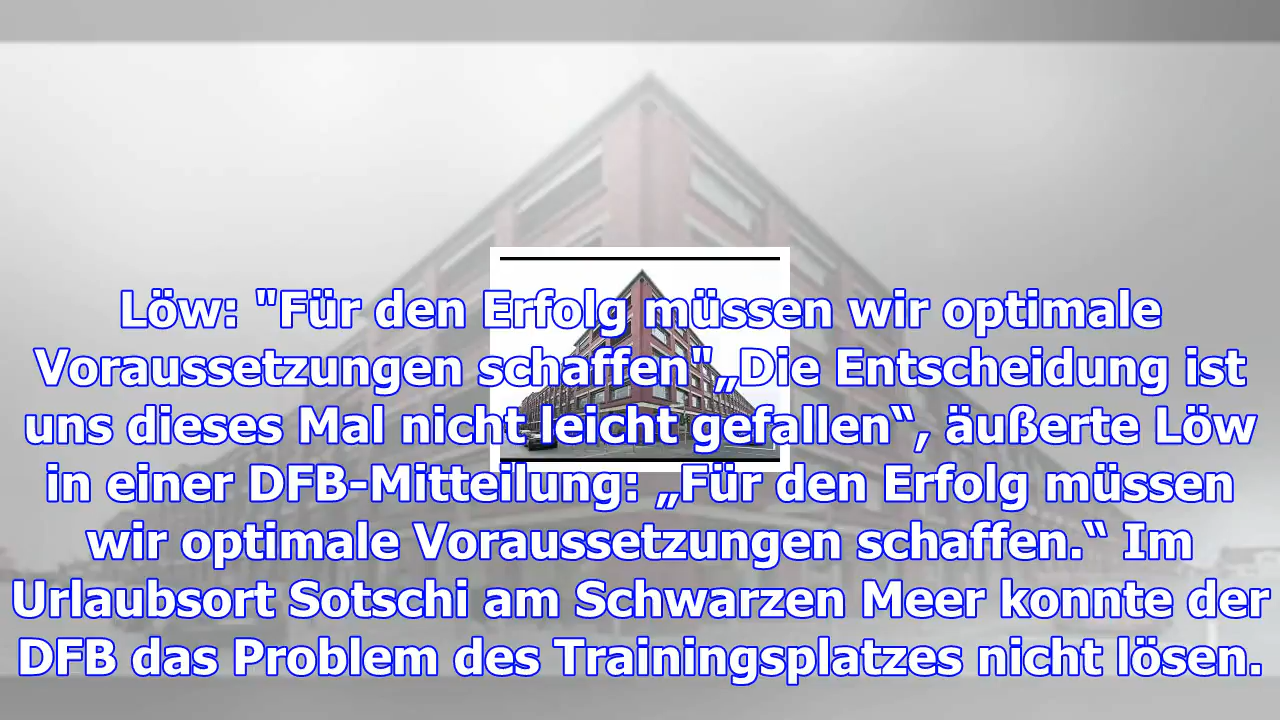 Löw: "Für den Erfolg müssen wir optimale
Voraussetzungen schaffen"„Die Entscheidung ist
uns dieses Mal nicht leicht gefallen“, äußerte Löw
in einer DFB-Mitteilung: „Für den Erfolg müssen
wir optimale Voraussetzungen schaffen.“ Im
Urlaubsort Sotschi am Schwarzen Meer konnte der
DFB das Problem des Trainingsplatzes nicht lösen.